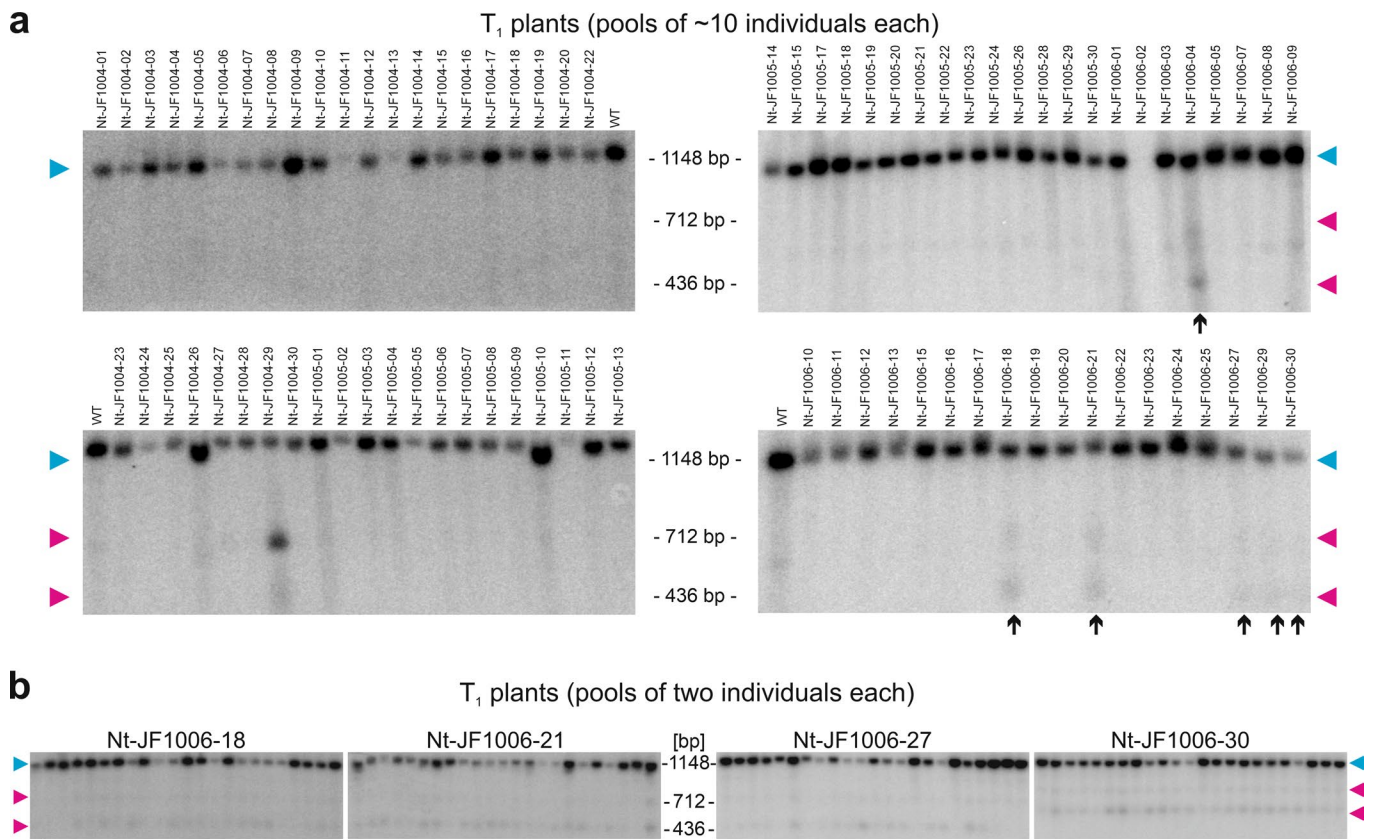 a
T1 plants (pools of ~10 individuals each)
Nt-JF1004-01
Nt-JF1004-02
Nt-JF1004-03
Nt-JF1004-04
Nt-JF1004-05
Nt-JF1004-06
Nt-JF1004-07
Nt-JF1004-08
Nt-JF1004-09
Nt-JF1004-10
Nt-JF1004-11
Nt-JF1004-12
Nt-JF1004-13
Nt-JF1004-14
Nt-JF1004-15
Nt-JF1004-16
Nt-JF1004-17
Nt-JF1004-18
Nt-JF1004-19
Nt-JF1004-20
Nt-JF1004-22
WT
- 1148 bp -
- 712 bp -
- 436 bp -
Nt-JF1005-14
Nt-JF1005-15
Nt-JF1005-17
Nt-JF1005-18
Nt-JF1005-19
Nt-JF1005-20
Nt-JF1005-21
Nt-JF1005-22
Nt-JF1005-23
Nt-JF1005-24
Nt-JF1005-26
Nt-JF1005-28
Nt-JF1005-29
Nt-JF1005-30
Nt-JF1006-01
Nt-JF1006-02
Nt-JF1006-03
Nt-JF1006-04
Nt-JF1006-05
Nt-JF1006-07
Nt-JF1006-08
Nt-JF1006-09
WT
Nt-JF1004-23
Nt-JF1004-24
Nt-JF1004-25
Nt-JF1004-26
Nt-JF1004-27
Nt-JF1004-28
Nt-JF1004-29
Nt-JF1004-30
Nt-JF1005-01
Nt-JF1005-02
Nt-JF1005-03
Nt-JF1005-04
Nt-JF1005-05
Nt-JF1005-06
Nt-JF1005-07
Nt-JF1005-08
Nt-JF1005-09
Nt-JF1005-10
Nt-JF1005-11
Nt-JF1005-12
Nt-JF1005-13
- 1148 bp -
- 712 bp -
- 436 bp -
WT
Nt-JF1006-10
Nt-JF1006-11
Nt-JF1006-12
Nt-JF1006-13
Nt-JF1006-15
Nt-JF1006-16
Nt-JF1006-17
Nt-JF1006-18
Nt-JF1006-19
Nt-JF1006-20
Nt-JF1006-21
Nt-JF1006-22
Nt-JF1006-23
Nt-JF1006-24
Nt-JF1006-25
Nt-JF1006-27
Nt-JF1006-29
Nt-JF1006-30
b
T1 plants (pools of two individuals each)
Nt-JF1006-18
Nt-JF1006-21
[bp]
Nt-JF1006-27
Nt-JF1006-30
-1148-
-712-
-436-